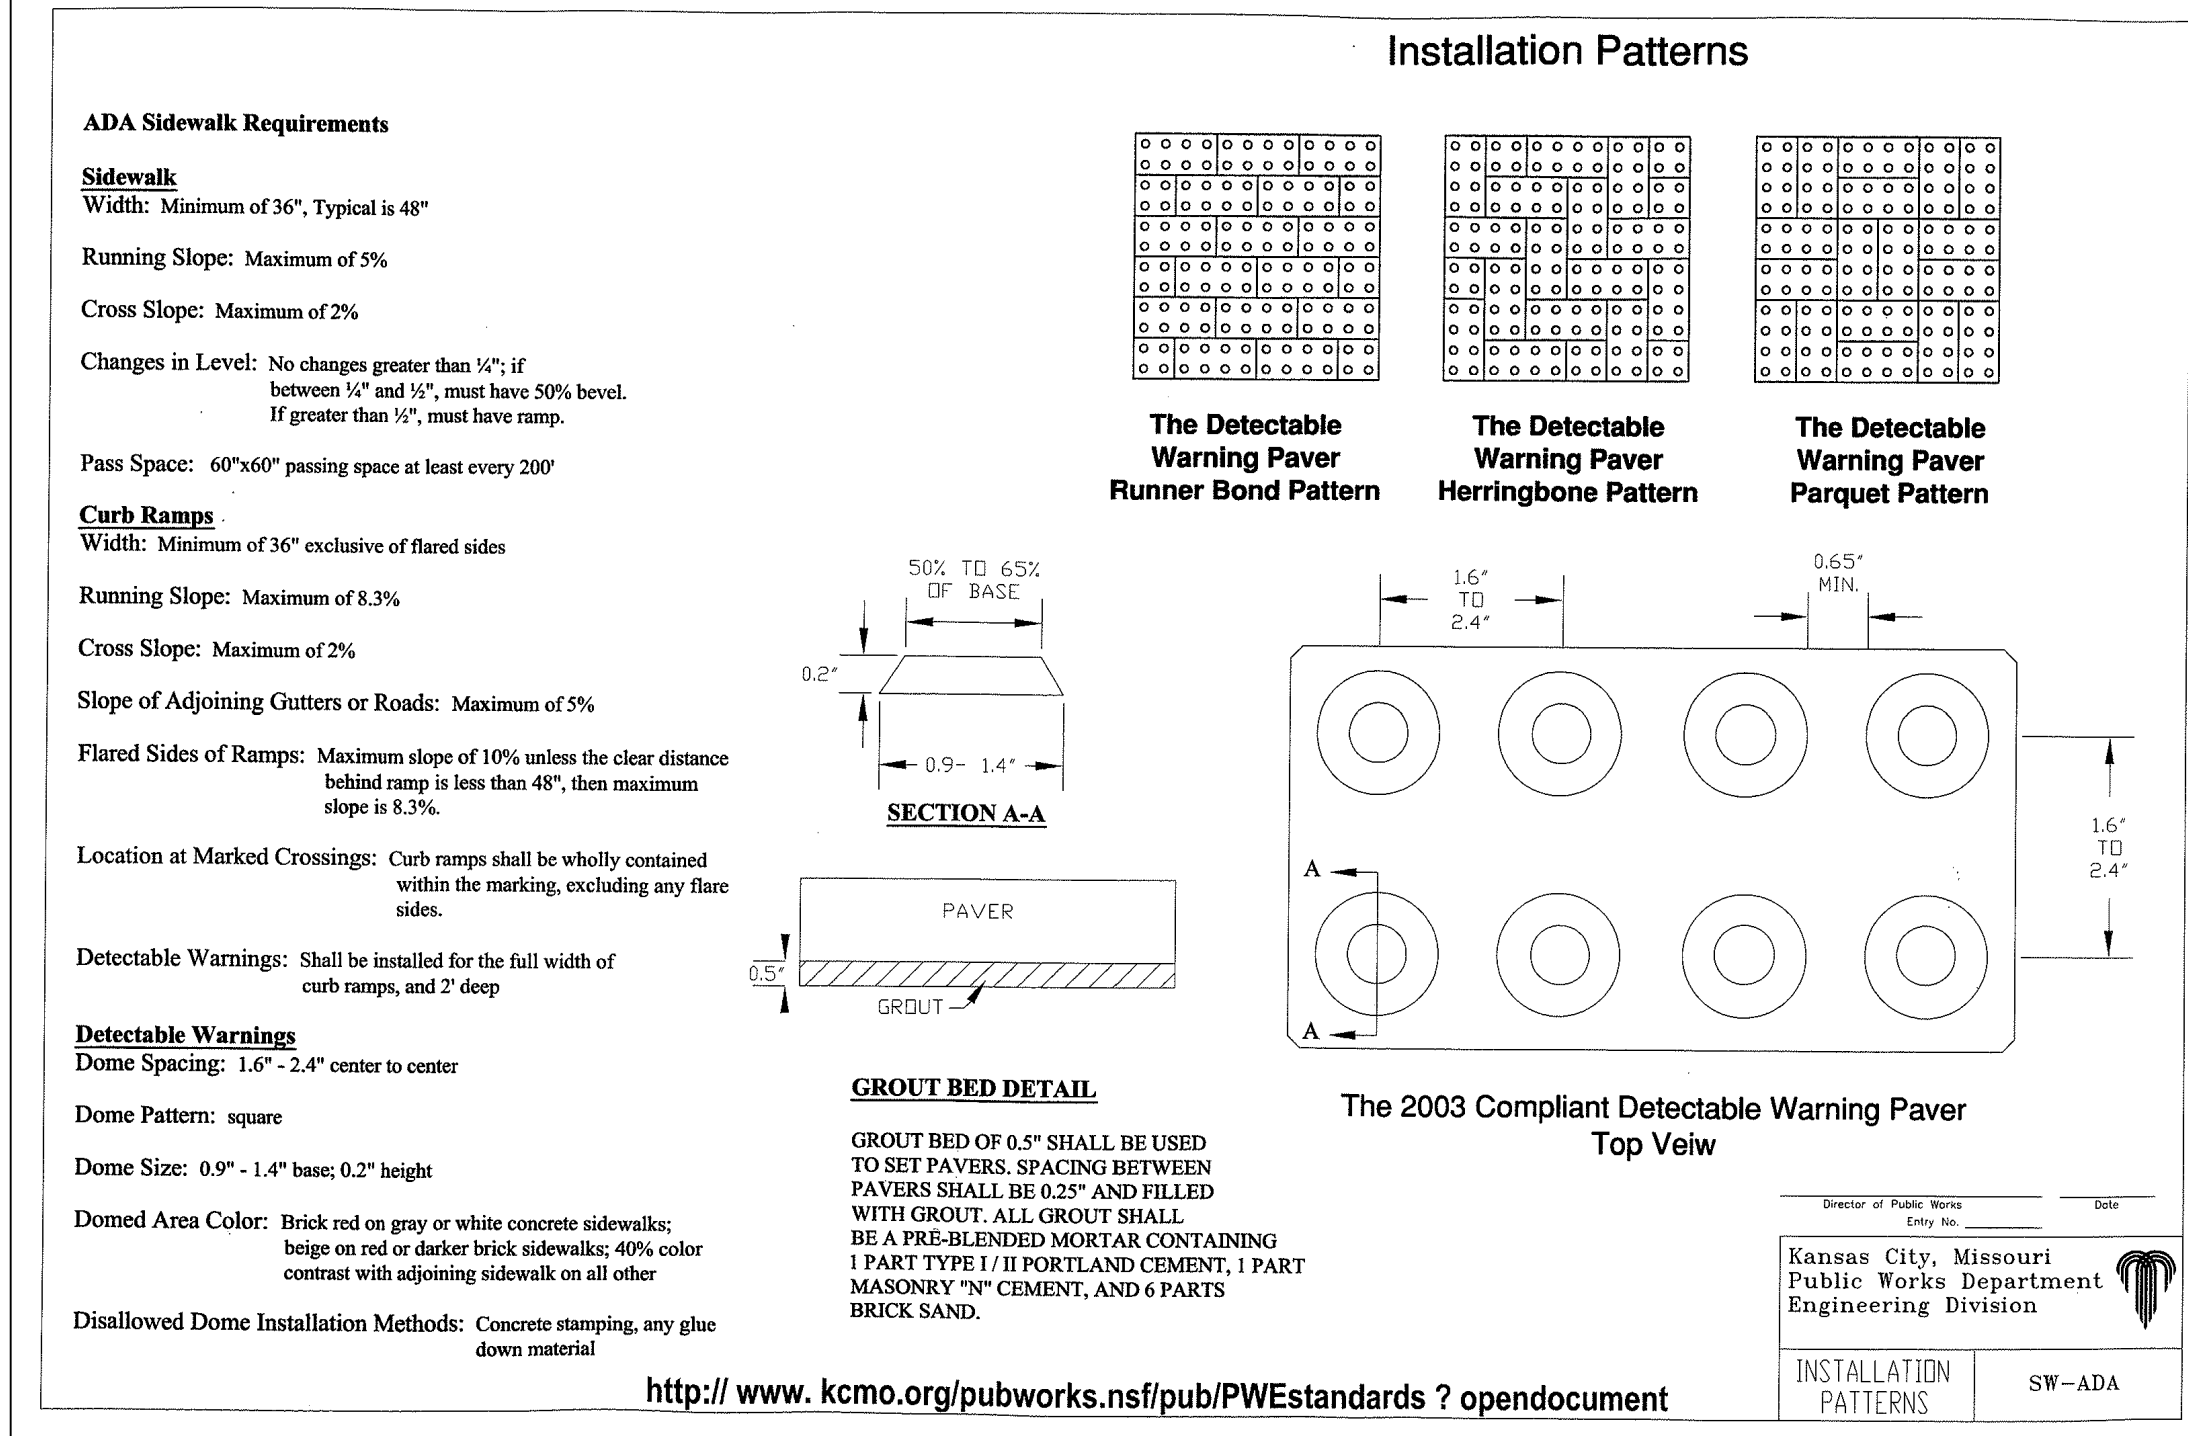 Installation Patterns
ADA Sidewalk Requirements
Sidewalk
Width: Minimum of 36", Typical is 48"
Running Slope: Maximum of 5%
Cross Slope: Maximum of 2%
Changes in Level: No changes greater than ¼"; if
between ¼" and ½", must have 50% bevel.
If greater than ½", must have ramp.
Pass Space: 60"x60" passing space at least every 200'
Curb Ramps
Width: Minimum of 36" exclusive of flared sides
Running Slope: Maximum of 8.3%
Cross Slope: Maximum of 2%
Slope of Adjoining Gutters or Roads: Maximum of 5%
Flared Sides of Ramps: Maximum slope of 10% unless the clear distance
behind ramp is less than 48", then maximum
slope is 8.3%.
Location at Marked Crossings: Curb ramps shall be wholly contained
within the marking, excluding any flare
sides.
Detectable Warnings: Shall be installed for the full width of
curb ramps, and 2' deep
Detectable Warnings
Dome Spacing: 1.6" - 2.4" center to center
Dome Pattern: square
Dome Size: 0.9" - 1.4" base; 0.2" height
Domed Area Color: Brick red on gray or white concrete sidewalks;
beige on red or darker brick sidewalks; 40% color
contrast with adjoining sidewalk on all other
Disallowed Dome Installation Methods: Concrete stamping, any glue
down material
The Detectable
Warning Paver
Runner Bond Pattern
The Detectable
Warning Paver
Herringbone Pattern
The Detectable
Warning Paver
Parquet Pattern
50% TO 65%
OF BASE
0.2"
0.9- 1.4"
SECTION A-A
PAVER
0.5"
GROUT
GROUT BED DETAIL
GROUT BED OF 0.5" SHALL BE USED
TO SET PAVERS. SPACING BETWEEN
PAVERS SHALL BE 0.25" AND FILLED
WITH GROUT. ALL GROUT SHALL
BE A PRE-BLENDED MORTAR CONTAINING
1 PART TYPE I / II PORTLAND CEMENT, 1 PART
MASONRY "N" CEMENT, AND 6 PARTS
BRICK SAND.
1.6"
TO
2.4"
0.65"
MIN.
1.6"
TO
2.4"
A
A
The 2003 Compliant Detectable Warning Paver
Top Veiw
Director of Public Works
Date
Entry No.
Kansas City, Missouri
Public Works Department
Engineering Division
INSTALLATION
PATTERNS
SW-ADA
http:// www. kcmo.org/pubworks.nsf/pub/PWEstandards ? opendocument